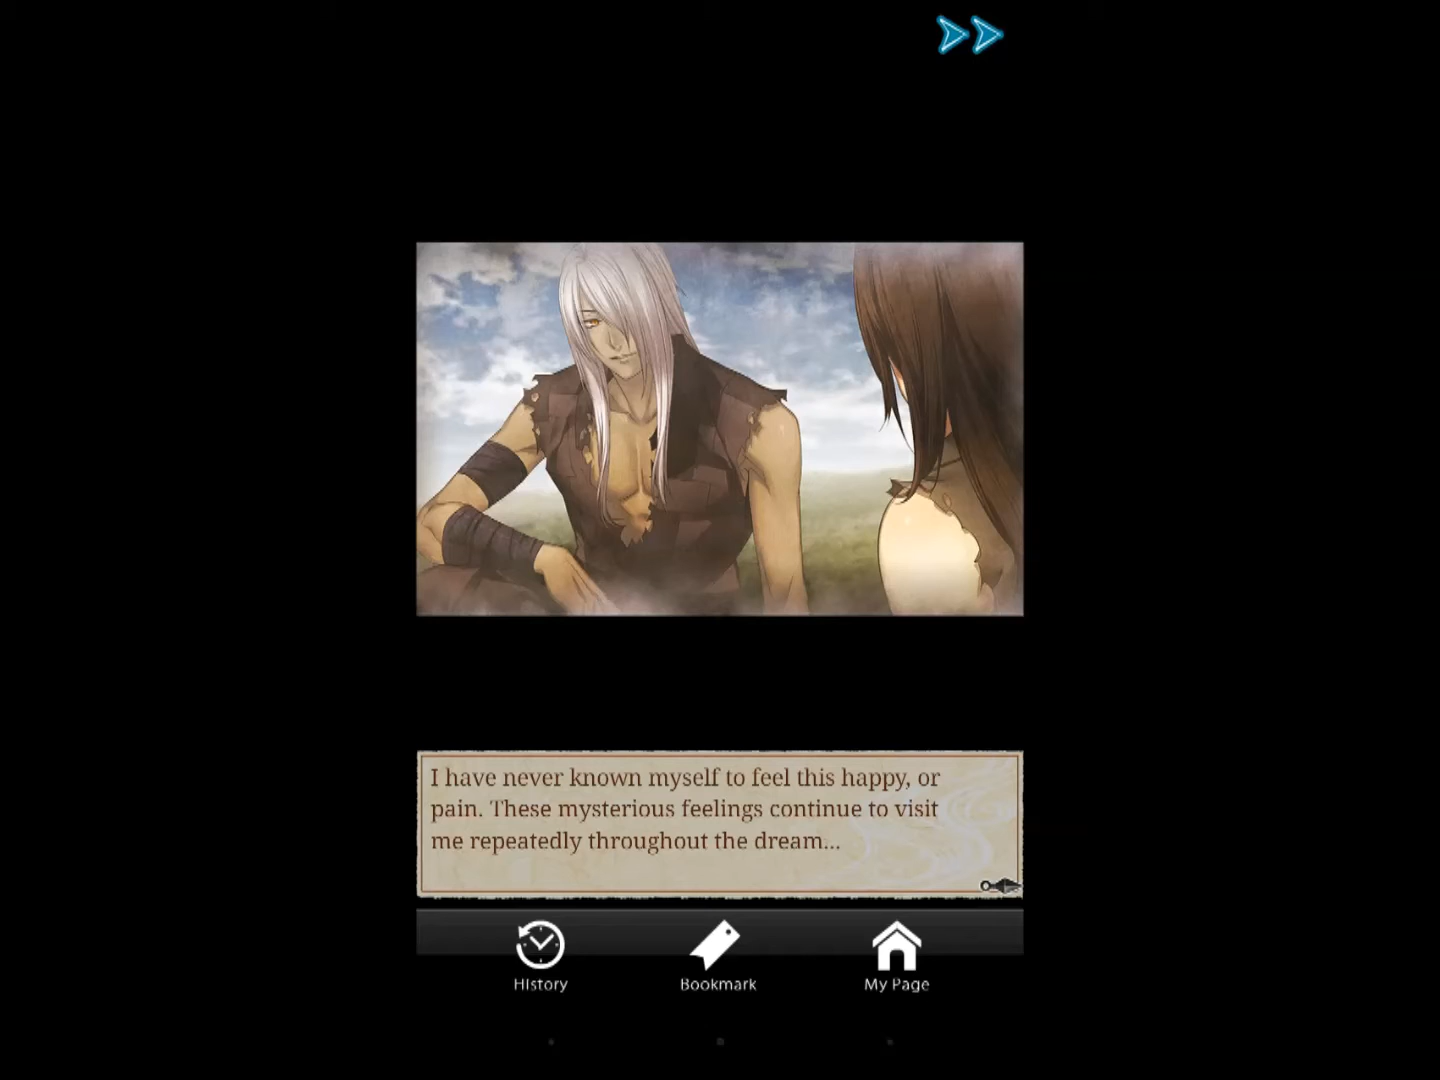 I have never known myself to feel this happy, or
pain. These mysterious feelings continue to visit
me repeatedly throughout the dream...
History
Bookmark
My Page